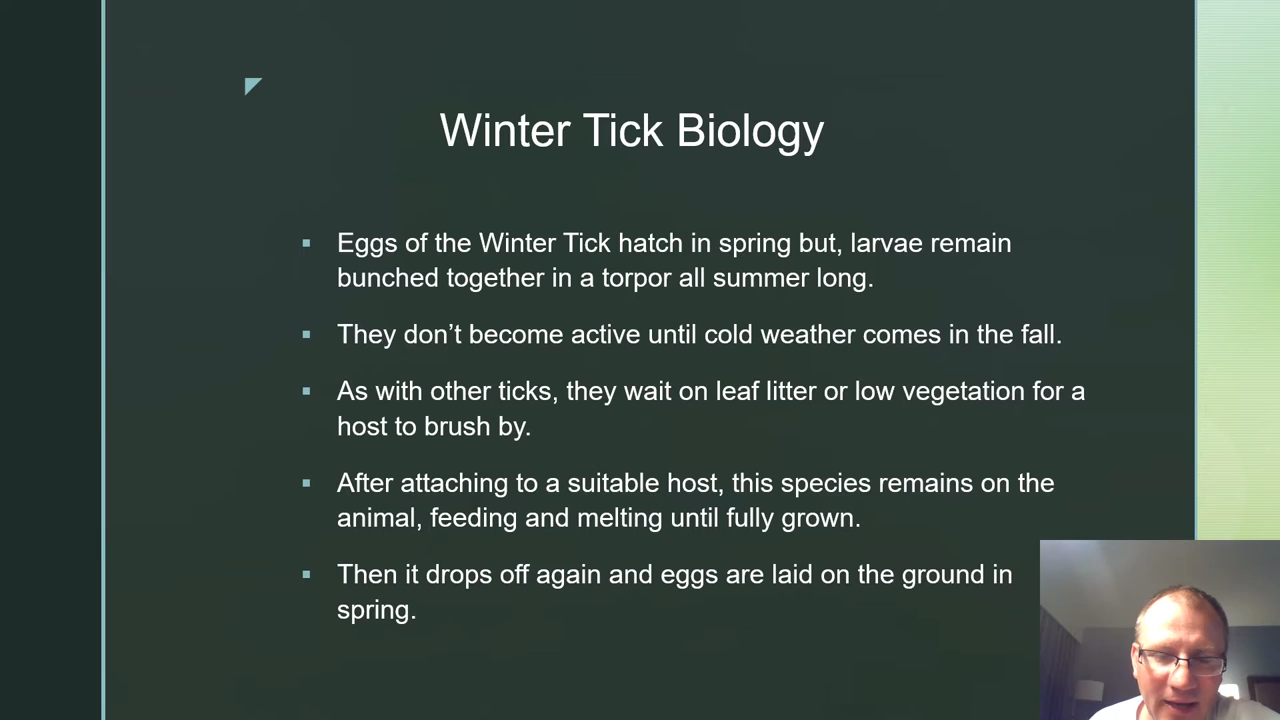 Winter Tick Biology
▪ Eggs of the Winter Tick hatch in spring but, larvae remain
bunched together in a torpor all summer long.
▪ They don’t become active until cold weather comes in the fall.
▪ As with other ticks, they wait on leaf litter or low vegetation for a
host to brush by.
▪ After attaching to a suitable host, this species remains on the
animal, feeding and melting until fully grown.
▪ Then it drops off again and eggs are laid on the ground in
spring.